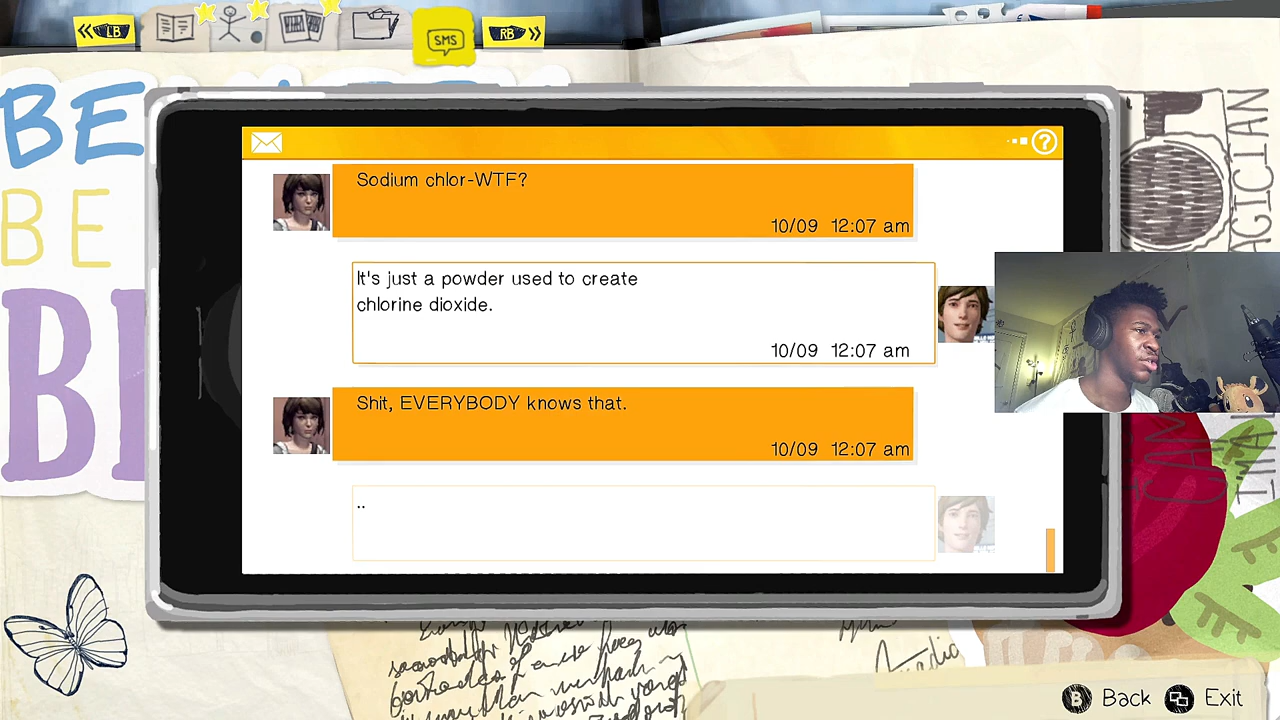 LB
SMS
RB
BE
BE
Sodium chlor-WTF?
10/09 12:07 am
It's just a powder used to create
chlorine dioxide.
10/09 12:07 am
Shit, EVERYBODY knows that.
10/09 12:07 am
..
?
B Back Exit